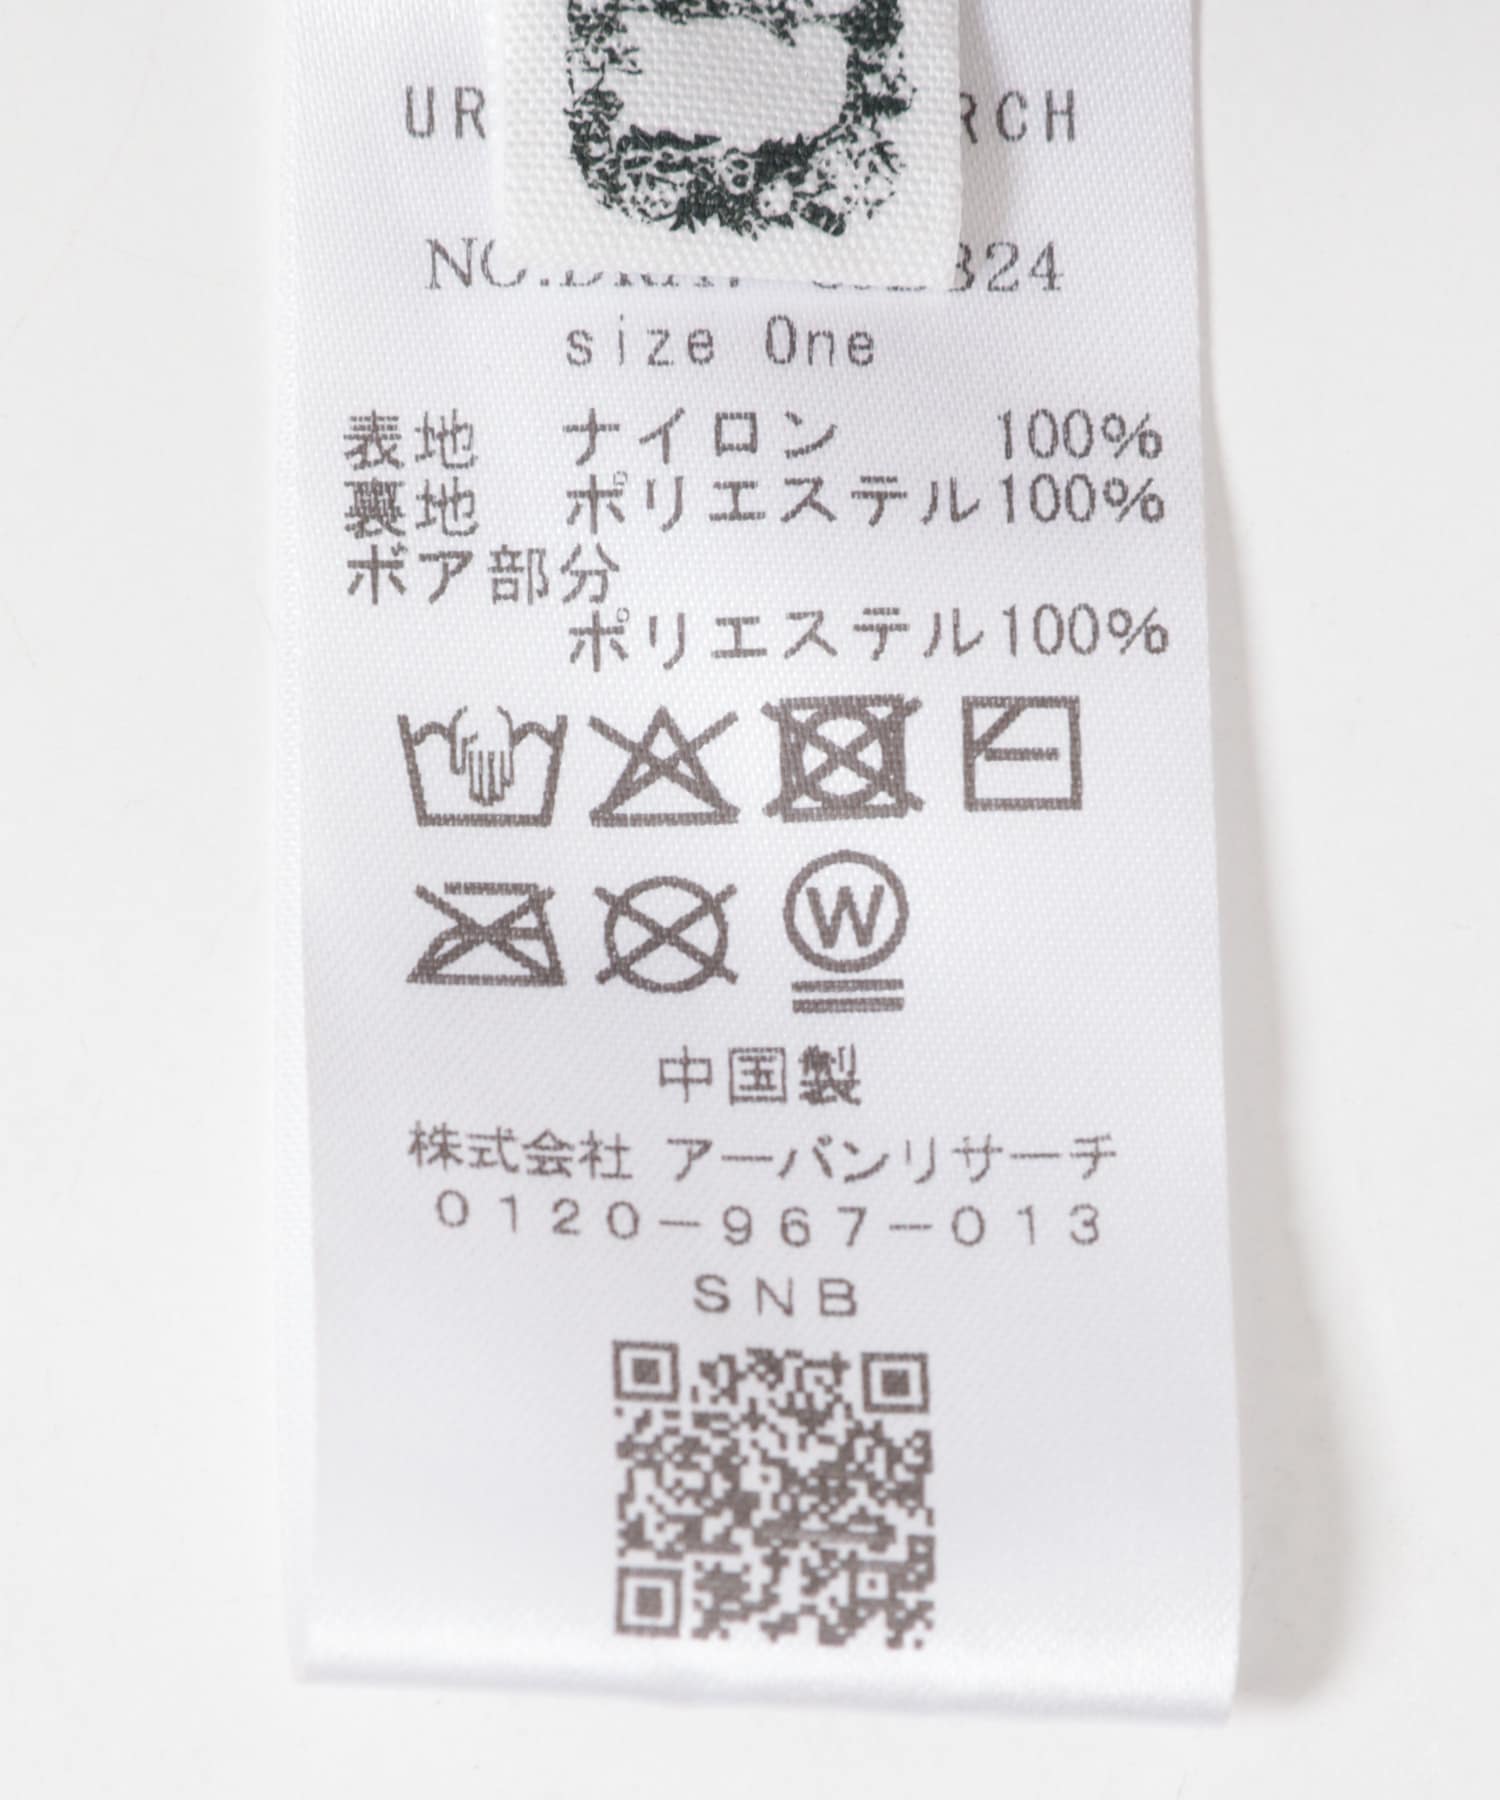 size One
表地 ナイロン 100%
裏地 ポリエステル100%
ボア部分
ポリエステル100%
W
中国製
株式会社 アーバンリサーチ
0120-967-013
SNB